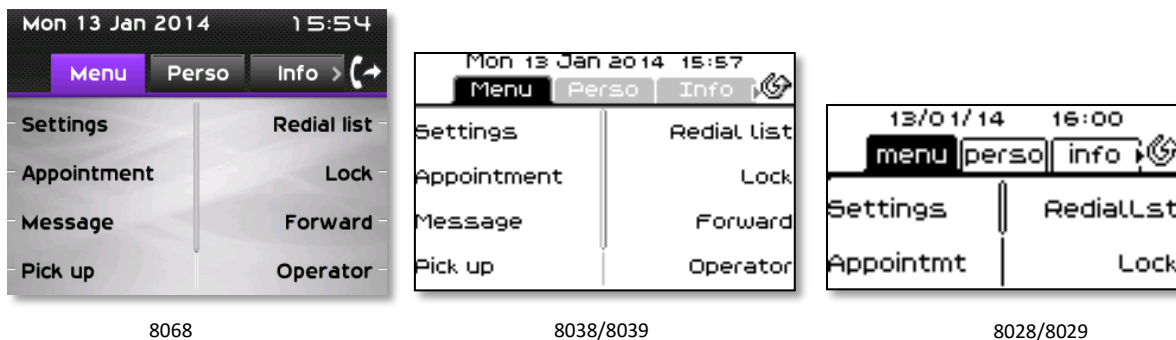 Mon 13 Jan 2014 15:54
Menu Perso Info >
Settings Redial list
Appointment Lock
Message Forward
Pick up Operator
8068
Mon 13 Jan 2014 15:57
Menu Perso Info
Settings Redial list
Appointment Lock
Message Forward
Pick up Operator
8038/8039
13/01/14 16:00
menu perso info
Settings RedialLst
Appointmt Lock
8028/8029